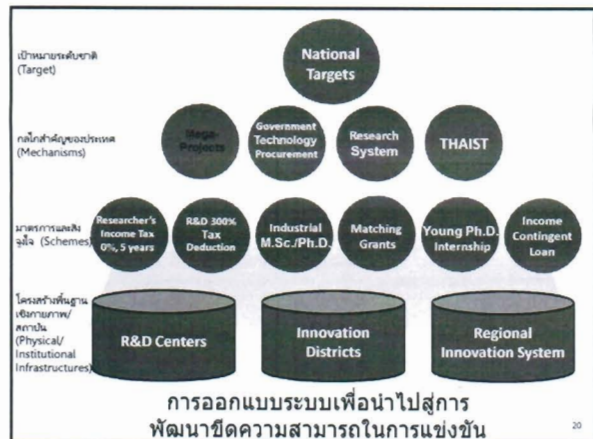 เป้าหมายระดับชาติ
(Target)
National
Targets
กลไกสำคัญของประเทศ
(Mechanisms)
Mega-
Projects
Government
Technology
Procurement
Research
System
THAIST
มาตรการและสิ่ง
จูงใจ (Schemes)
Researcher's
Income Tax
0%, 5 years
R&D 300%
Tax
Deduction
Industrial
M.Sc./Ph.D.
Matching
Grants
Young Ph.D.
Internship
Income
Contingent
Loan
โครงสร้างพื้นฐาน
เชิงกายภาพ/
สถาบัน
(Physical/
Institutional
Infrastructures)
R&D Centers
Innovation
Districts
Regional
Innovation System
การออกแบบระบบเพื่อนำไปสู่การ
พัฒนาขีดความสามารถในการแข่งขัน
20